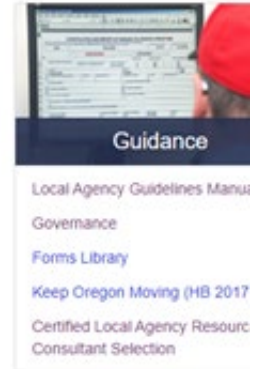 Guidance
Local Agency Guidelines Manua
Governance
Forms Library
Keep Oregon Moving (HB 2017
Certified Local Agency Resourc
Consultant Selection